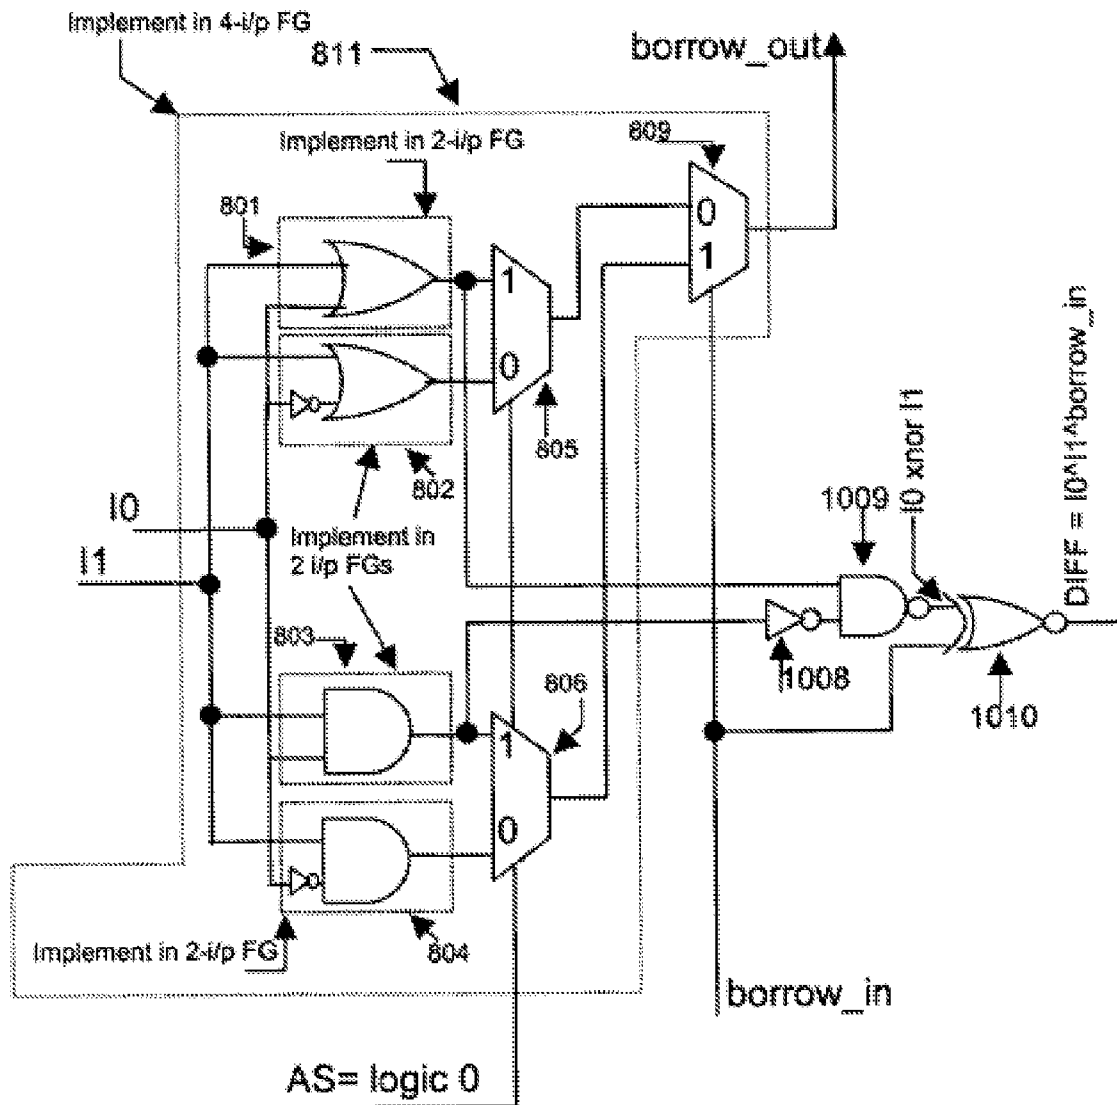 Implement in 4-i/p FG
811
borrow_out
809
Implement in 2-i/p FG
801
0
1
1
0
805
802
I0
I1
Implement in
2 i/p FGs
1009
I0 xnor I1
DIFF = I0^I1^borrow_in
803
1008
1010
806
1
0
Implement in 2-i/p FG
804
borrow_in
AS= logic 0